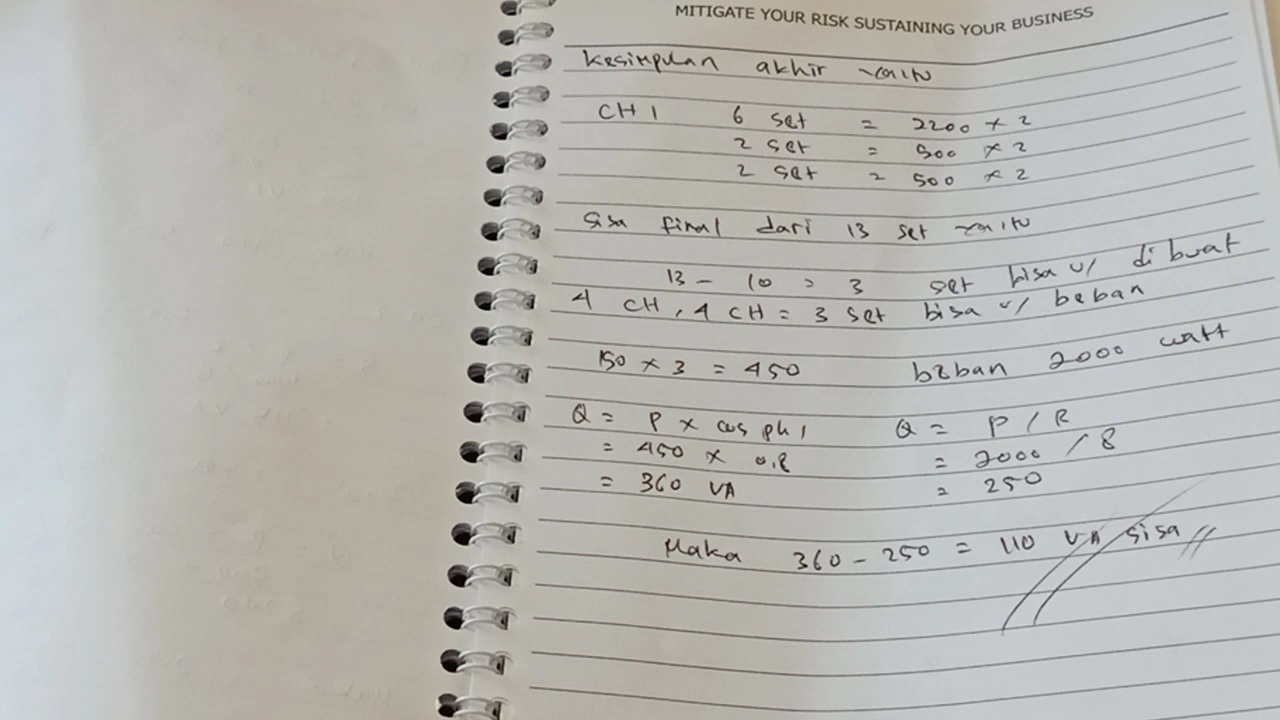 MITIGATE YOUR RISK SUSTAINING YOUR BUSINESS
Kesimpulan akhir yaitu
CH 1 6 set = 2200 x 2
2 set = 500 x 2
2 set = 500 x 2
Sisa final dari 13 set yaitu
13 - 10 = 3 set bisa u/ di buat
4 CH, 4 CH = 3 set bisa u/ beban
150 x 3 = 450 beban 2000 watt
Q = P x cos phi Q = P / R
= 450 x 0,8 = 2000 / 8
= 360 VA = 250
Maka 360 - 250 = 110 VA sisa //